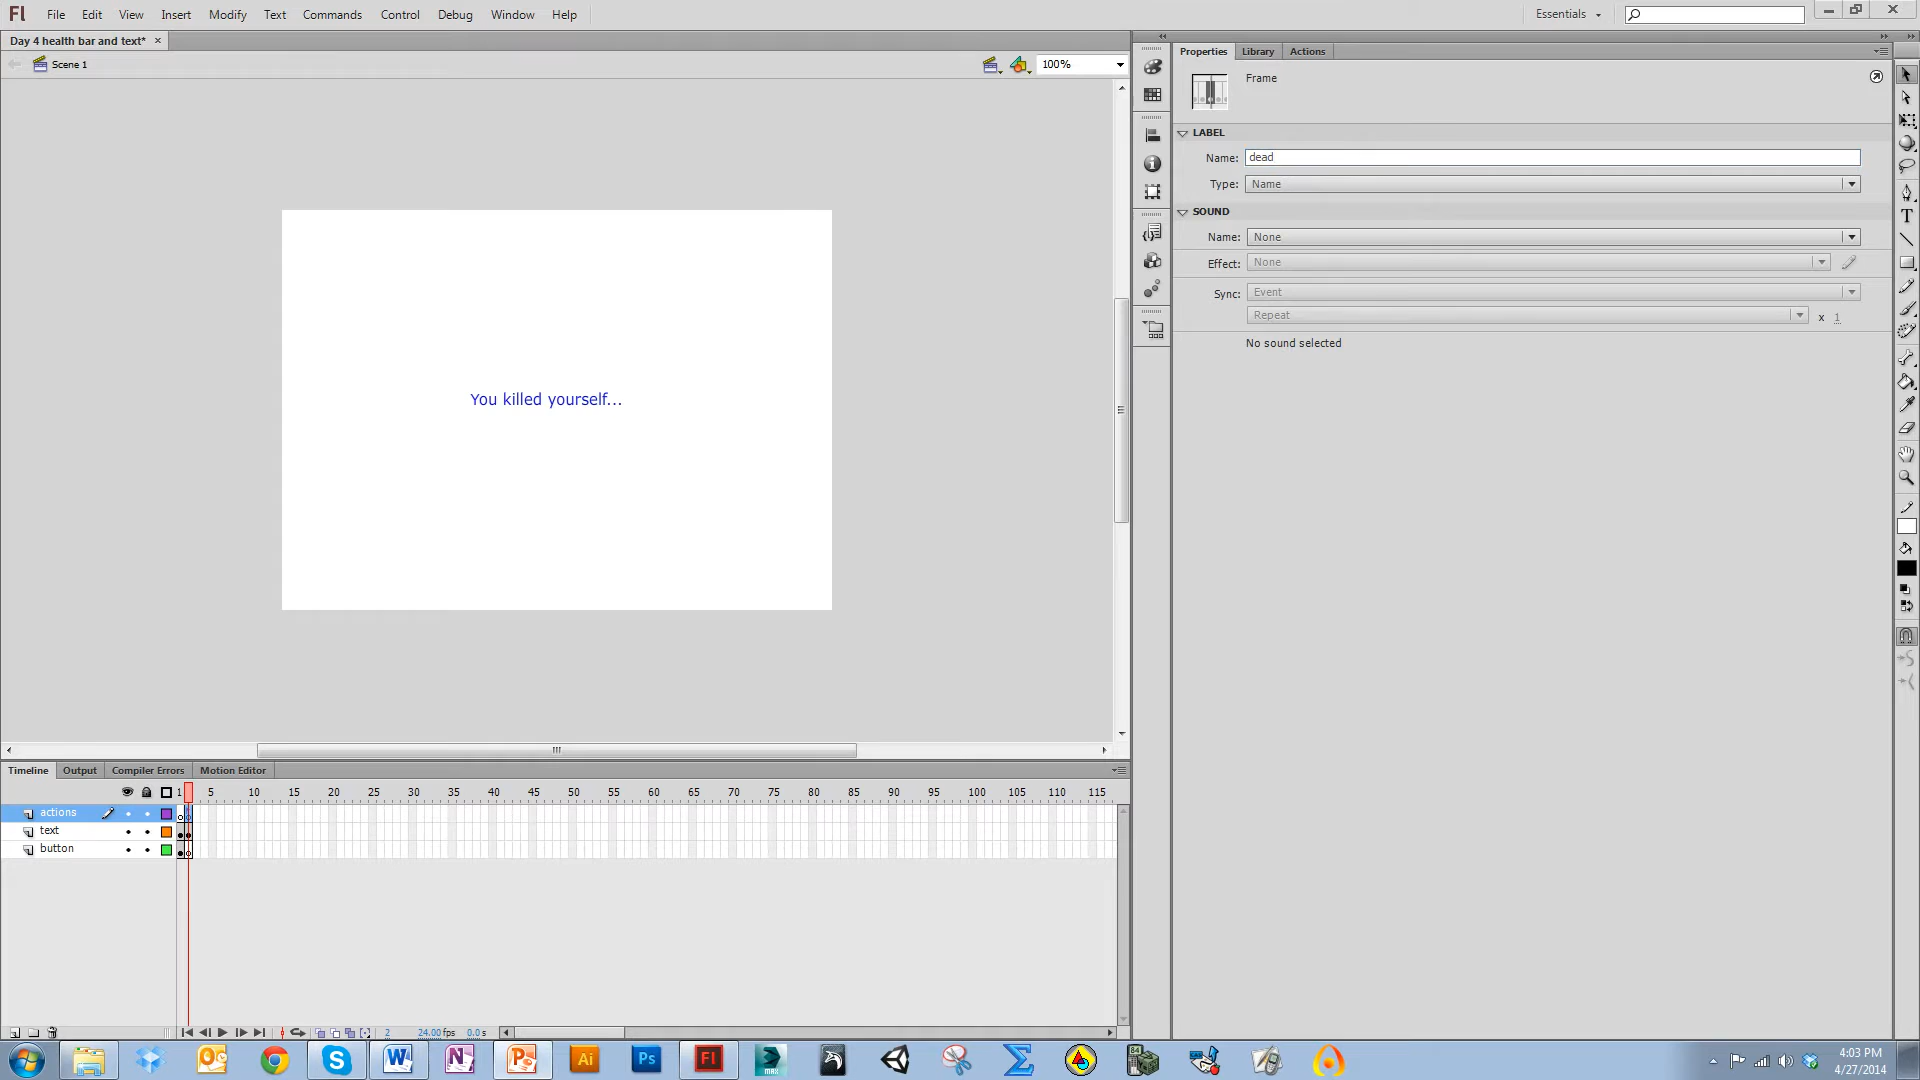 Fl File Edit View Insert Modify Text Commands Control Debug Window Help Essentials
Day 4 health bar and text* ×
Scene 1 100%
You killed yourself...
Properties Library Actions
Frame
LABEL
Name: dead
Type: Name
SOUND
Name: None
Effect: None
Sync: Event
Repeat x 1
No sound selected
Timeline Output Compiler Errors Motion Editor
1 5 10 15 20 25 30 35 40 45 50 55 60 65 70 75 80 85 90 95 100 105 110 115
actions
text
button
2 24.00 fps 0.0 s
4:03 PM
4/27/2014